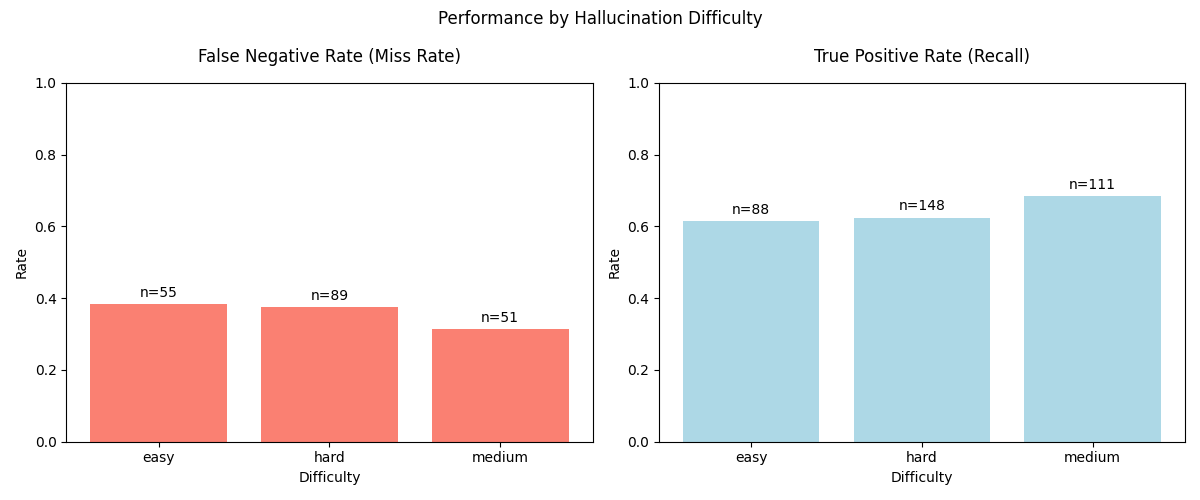 Performance by Hallucination Difficulty
False Negative Rate (Miss Rate)
1.0
0.8
0.6
0.4
0.2
0.0
Rate
n=55
n=89
n=51
easy
hard
medium
Difficulty
True Positive Rate (Recall)
1.0
0.8
0.6
0.4
0.2
0.0
Rate
n=88
n=148
n=111
easy
hard
medium
Difficulty